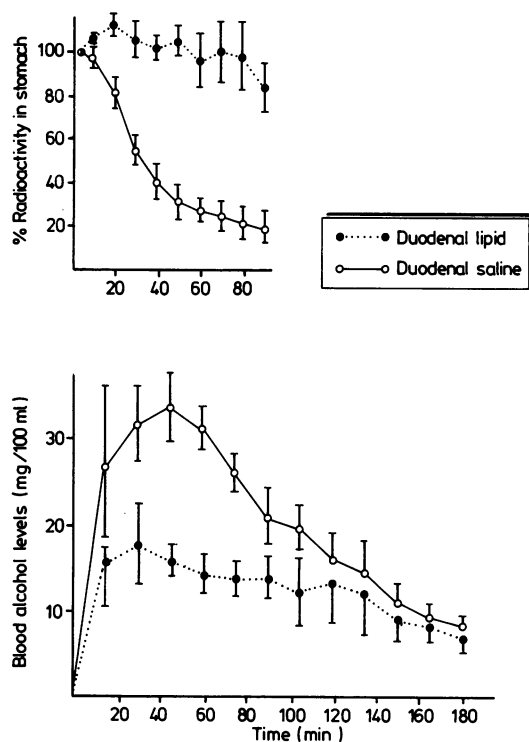 % Radioactivity in stomach
100
80
60
40
20
20 40 60 80
Duodenal lipid
Duodenal saline
Blood alcohol levels (mg/100 ml)
30
20
10
20 40 60 80 100 120 140 160 180
Time (min)